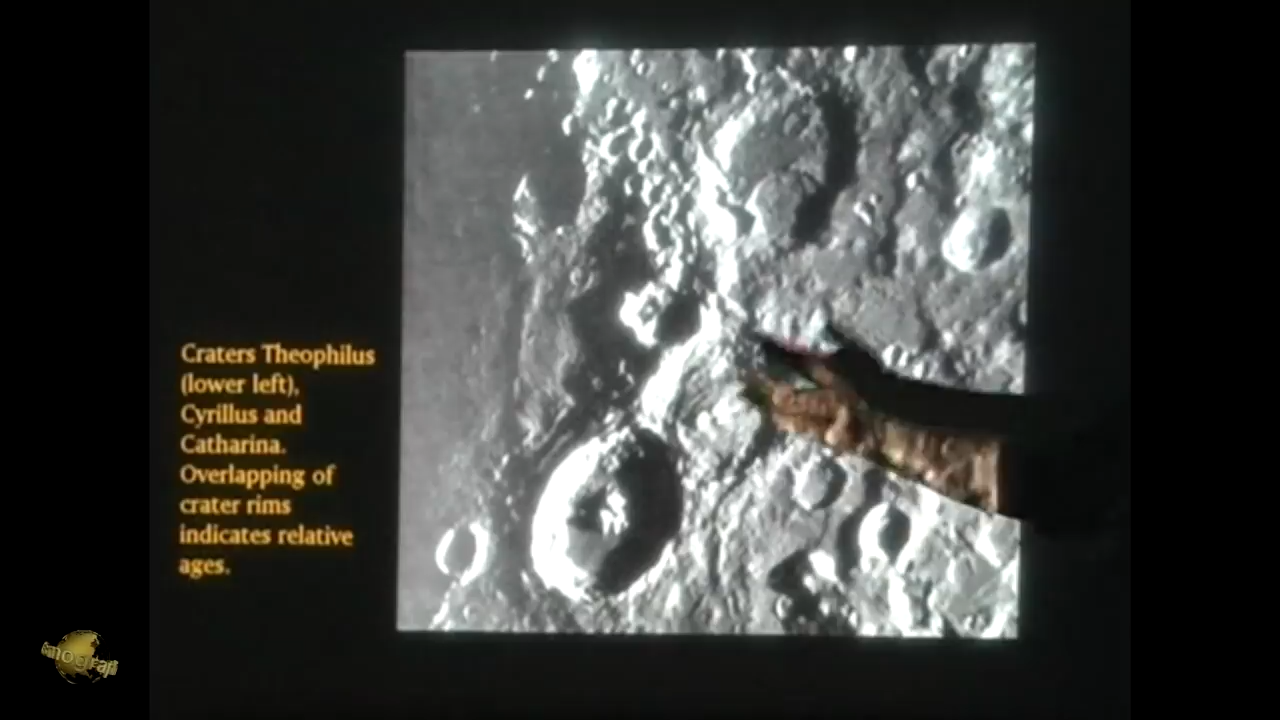 Craters Theophilus
(lower left),
Cyrillus and
Catharina.
Overlapping of
crater rims
indicates relative
ages.